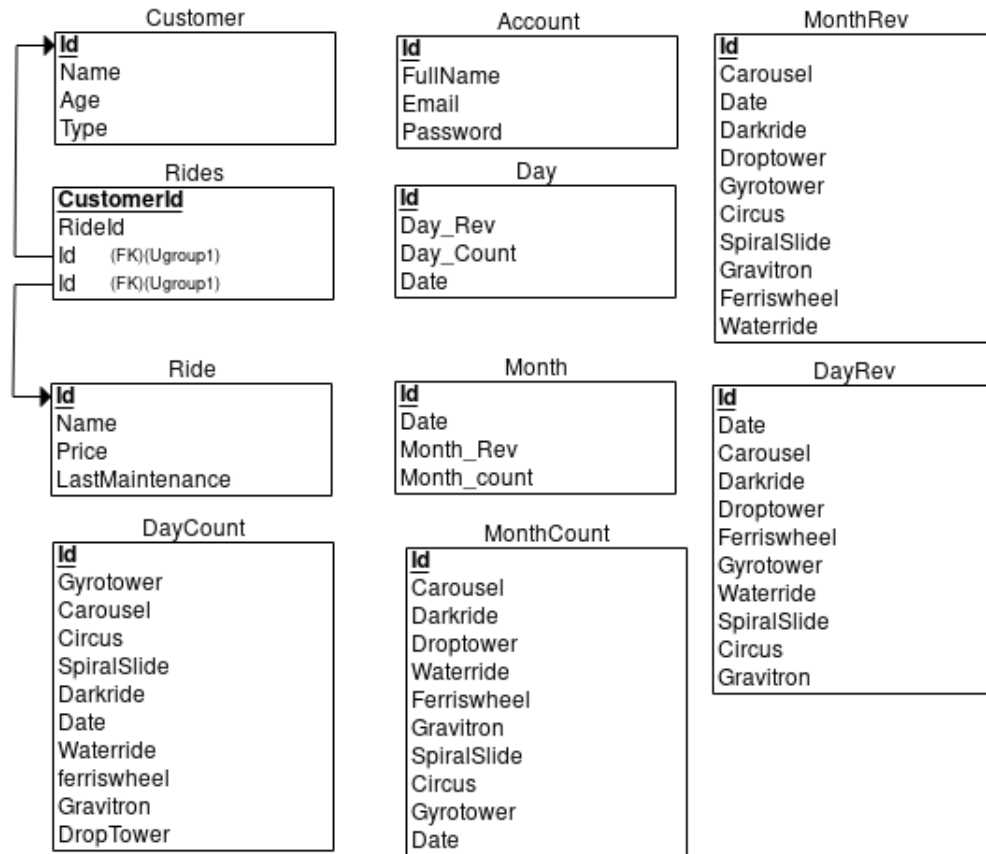 Customer
Id
Name
Age
Type
Rides
CustomerId
RideId
Id (FK)(Ugroup1)
Id (FK)(Ugroup1)
Ride
Id
Name
Price
LastMaintenance
DayCount
Id
Gyrotower
Carousel
Circus
SpiralSlide
Darkride
Date
Waterride
ferriswheel
Gravitron
DropTower
Account
Id
FullName
Email
Password
Day
Id
Day_Rev
Day_Count
Date
Month
Id
Date
Month_Rev
Month_count
MonthCount
Id
Carousel
Darkride
Droptower
Waterride
Ferriswheel
Gravitron
SpiralSlide
Circus
Gyrotower
Date
MonthRev
Id
Carousel
Date
Darkride
Droptower
Gyrotower
Circus
SpiralSlide
Gravitron
Ferriswheel
Waterride
DayRev
Id
Date
Carousel
Darkride
Droptower
Ferriswheel
Gyrotower
Waterride
SpiralSlide
Circus
Gravitron